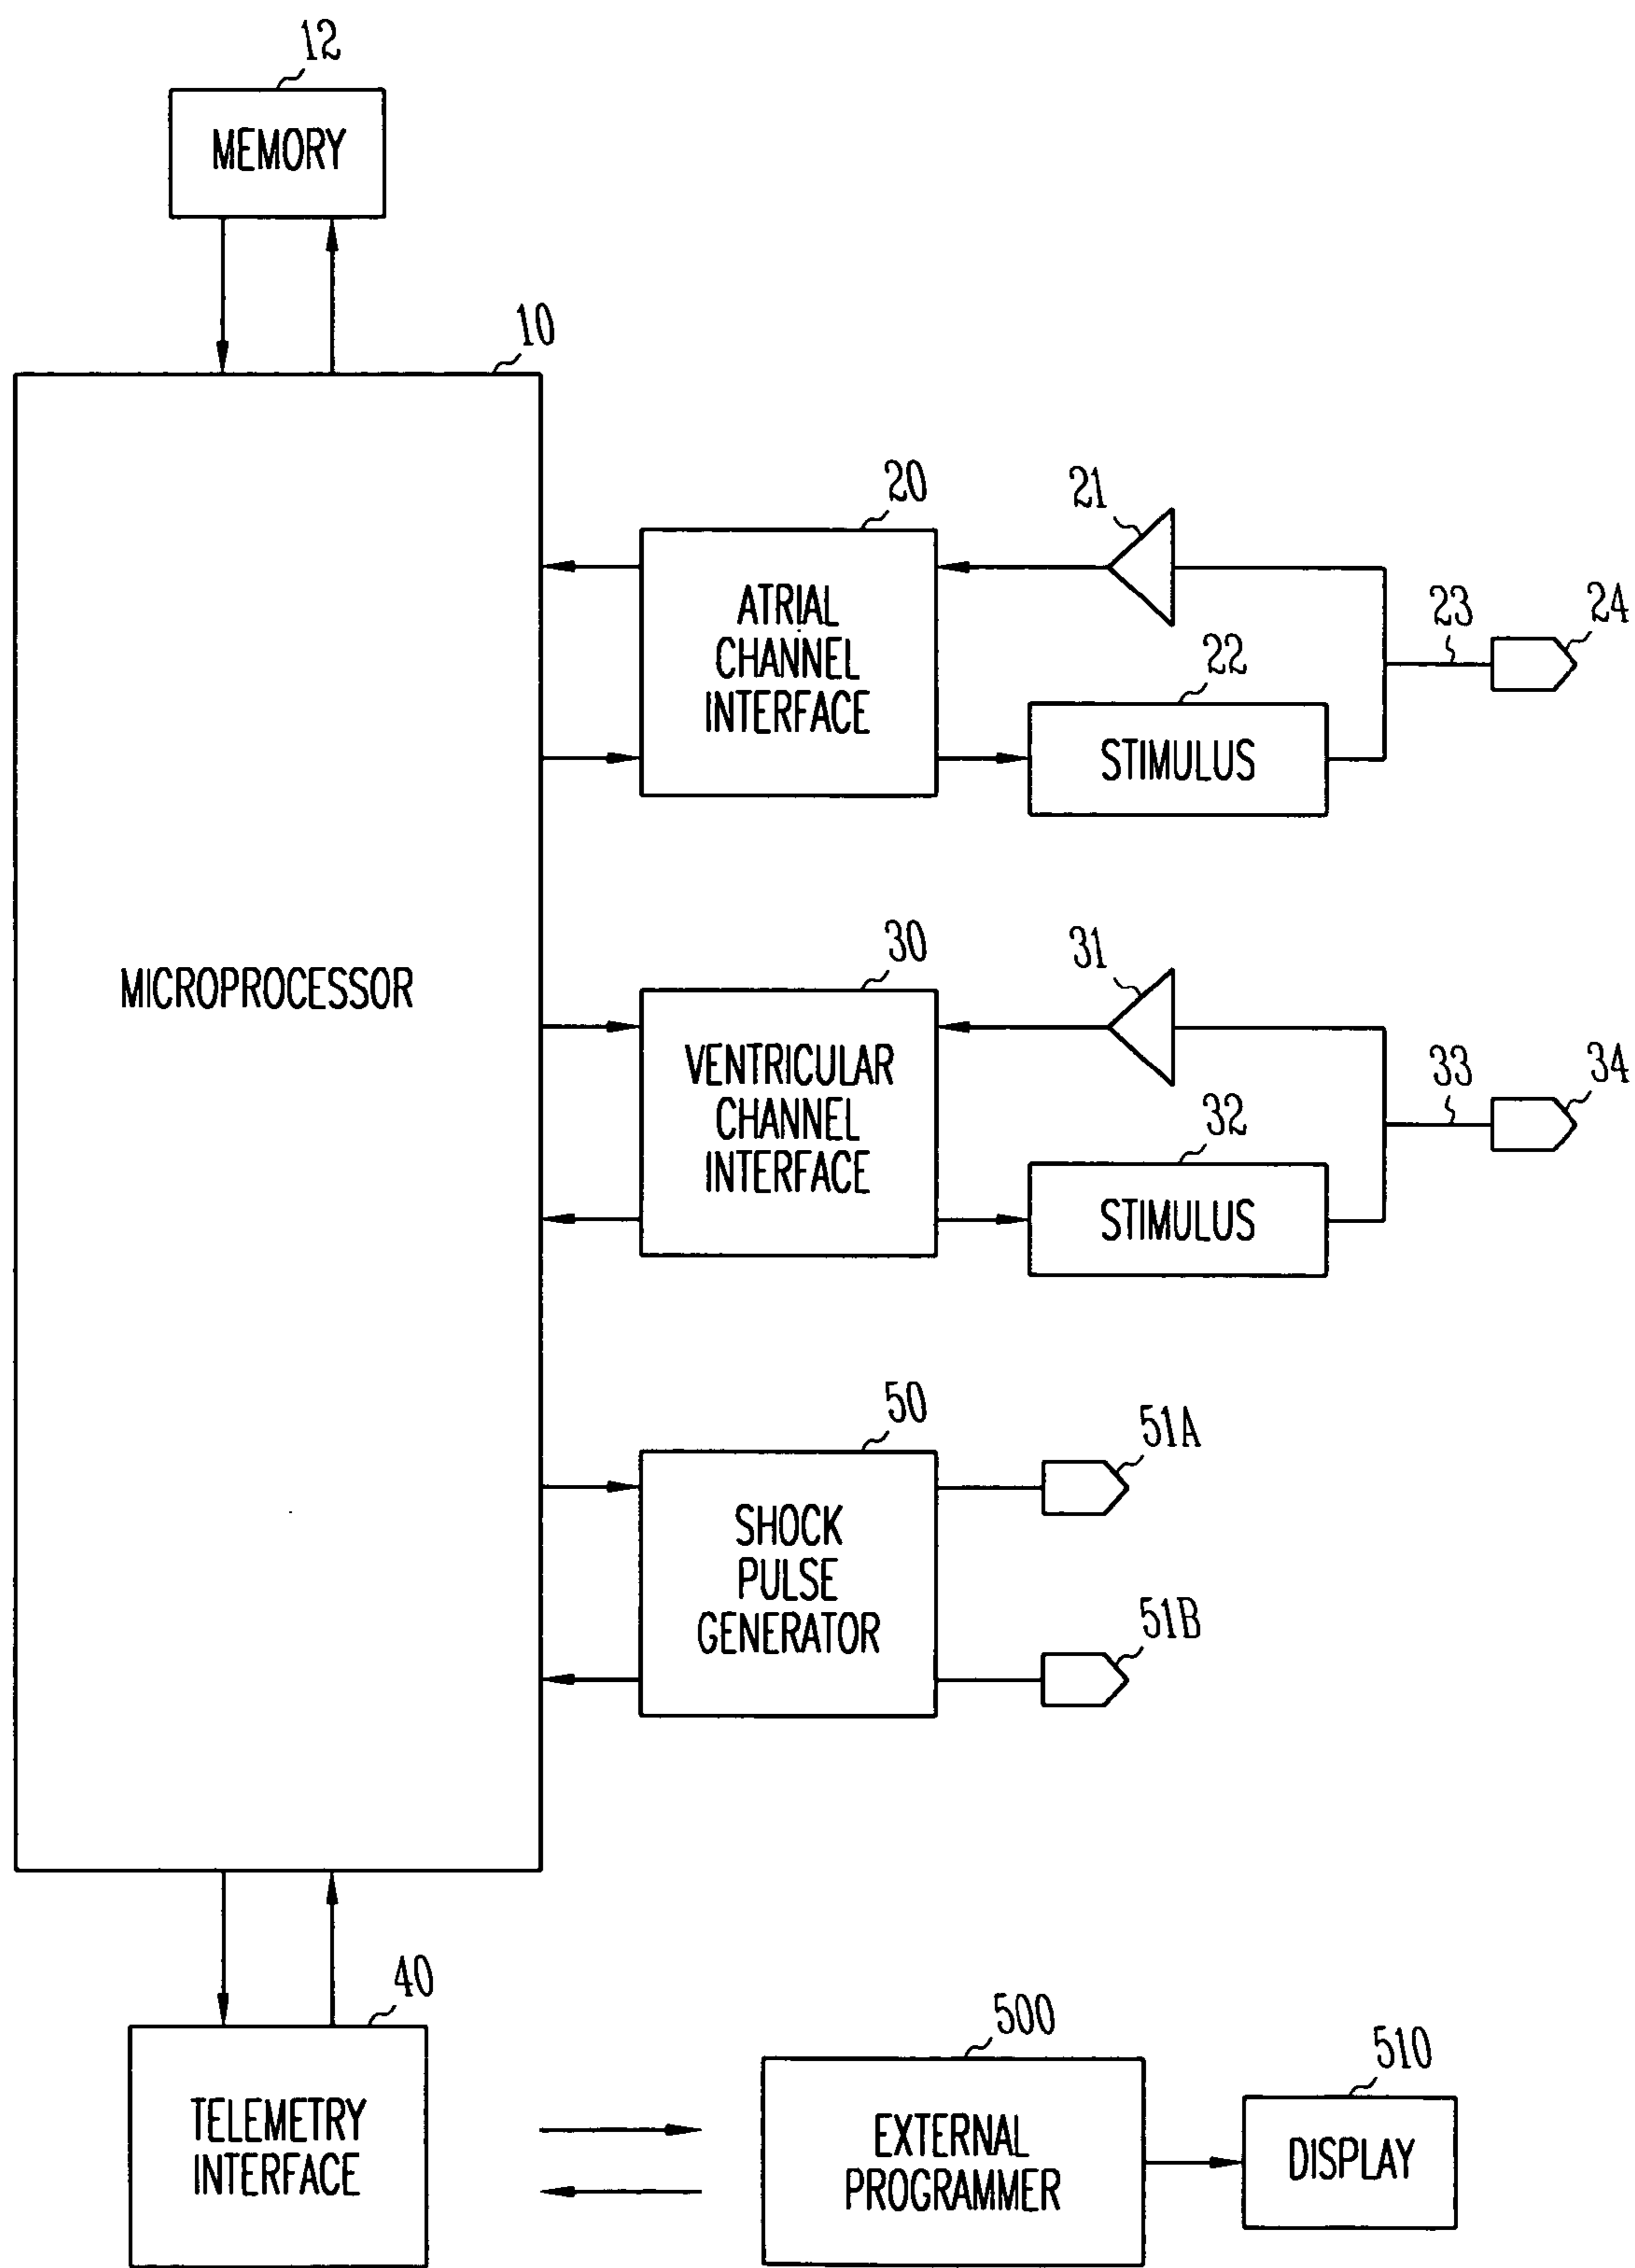 12
MEMORY
10
MICROPROCESSOR
20
ATRIAL
CHANNEL
INTERFACE
21
22
STIMULUS
23
24
30
VENTRICULAR
CHANNEL
INTERFACE
31
32
STIMULUS
33
34
50
SHOCK
PULSE
GENERATOR
51A
51B
40
TELEMETRY
INTERFACE
500
EXTERNAL
PROGRAMMER
510
DISPLAY